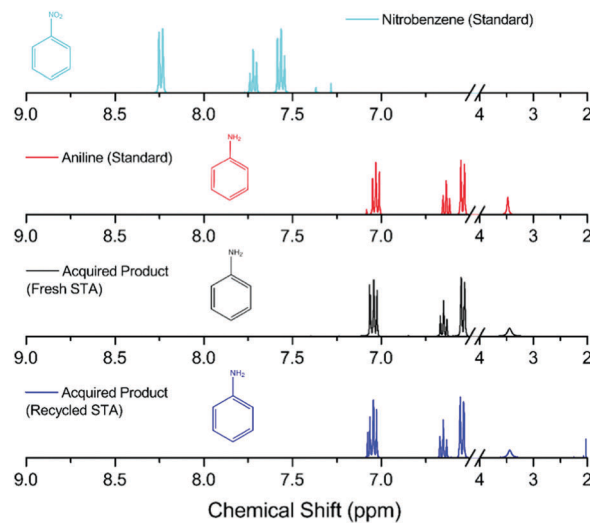 NO₂
Nitrobenzene (Standard)
9.0 8.5 8.0 7.5 7.0 4 3 2
Aniline (Standard)
NH₂
9.0 8.5 8.0 7.5 7.0 4 3 2
Acquired Product
(Fresh STA)
NH₂
9.0 8.5 8.0 7.5 7.0 4 3 2
Acquired Product
(Recycled STA)
NH₂
9.0 8.5 8.0 7.5 7.0 4 3 2
Chemical Shift (ppm)